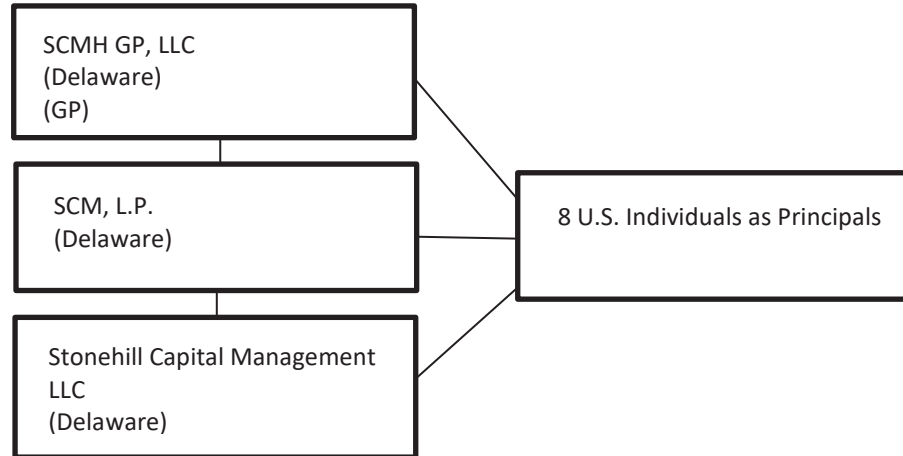 SCMH GP, LLC
(Delaware)
(GP)
SCM, L.P.
(Delaware)
8 U.S. Individuals as Principals
Stonehill Capital Management
LLC
(Delaware)